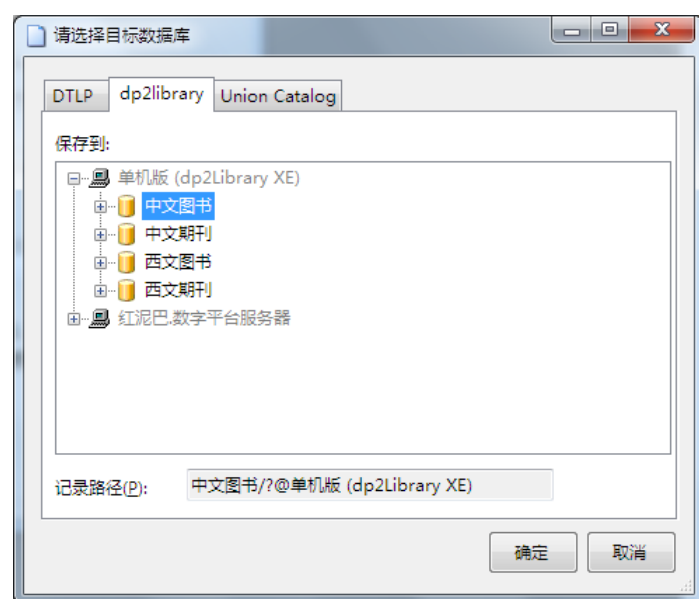 请选择目标数据库
DTLP dp2library Union Catalog
保存到:
单机版 (dp2Library XE)
中文图书
中文期刊
西文图书
西文期刊
红泥巴.数字平台服务器
记录路径(P): 中文图书/?@单机版 (dp2Library XE)
确定 取消